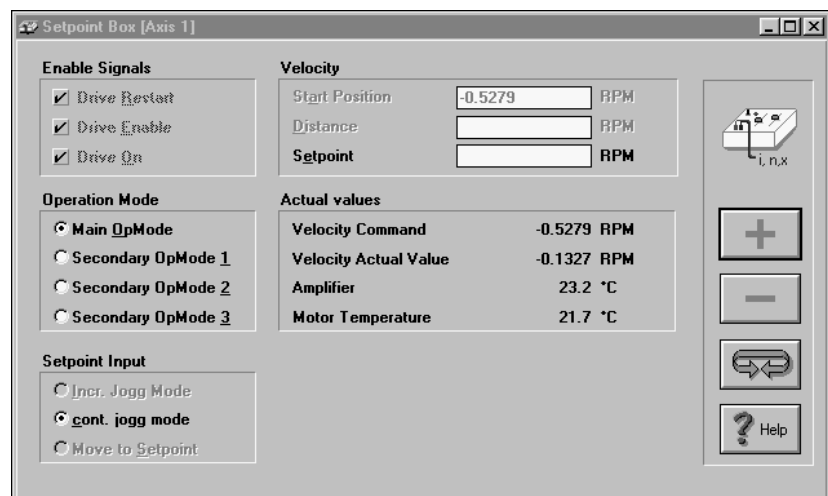 Setpoint Box [Axis 1]
Enable Signals
Drive Restart
Drive Enable
Drive On
Velocity
Start Position -0.5279 RPM
Distance RPM
Setpoint RPM
i, n,x
Operation Mode
Main OpMode
Secondary OpMode 1
Secondary OpMode 2
Secondary OpMode 3
Actual values
Velocity Command -0.5279 RPM
Velocity Actual Value -0.1327 RPM
Amplifier 23.2 °C
Motor Temperature 21.7 °C
Setpoint Input
Incr. Jogg Mode
cont. jogg mode
Move to Setpoint
Help